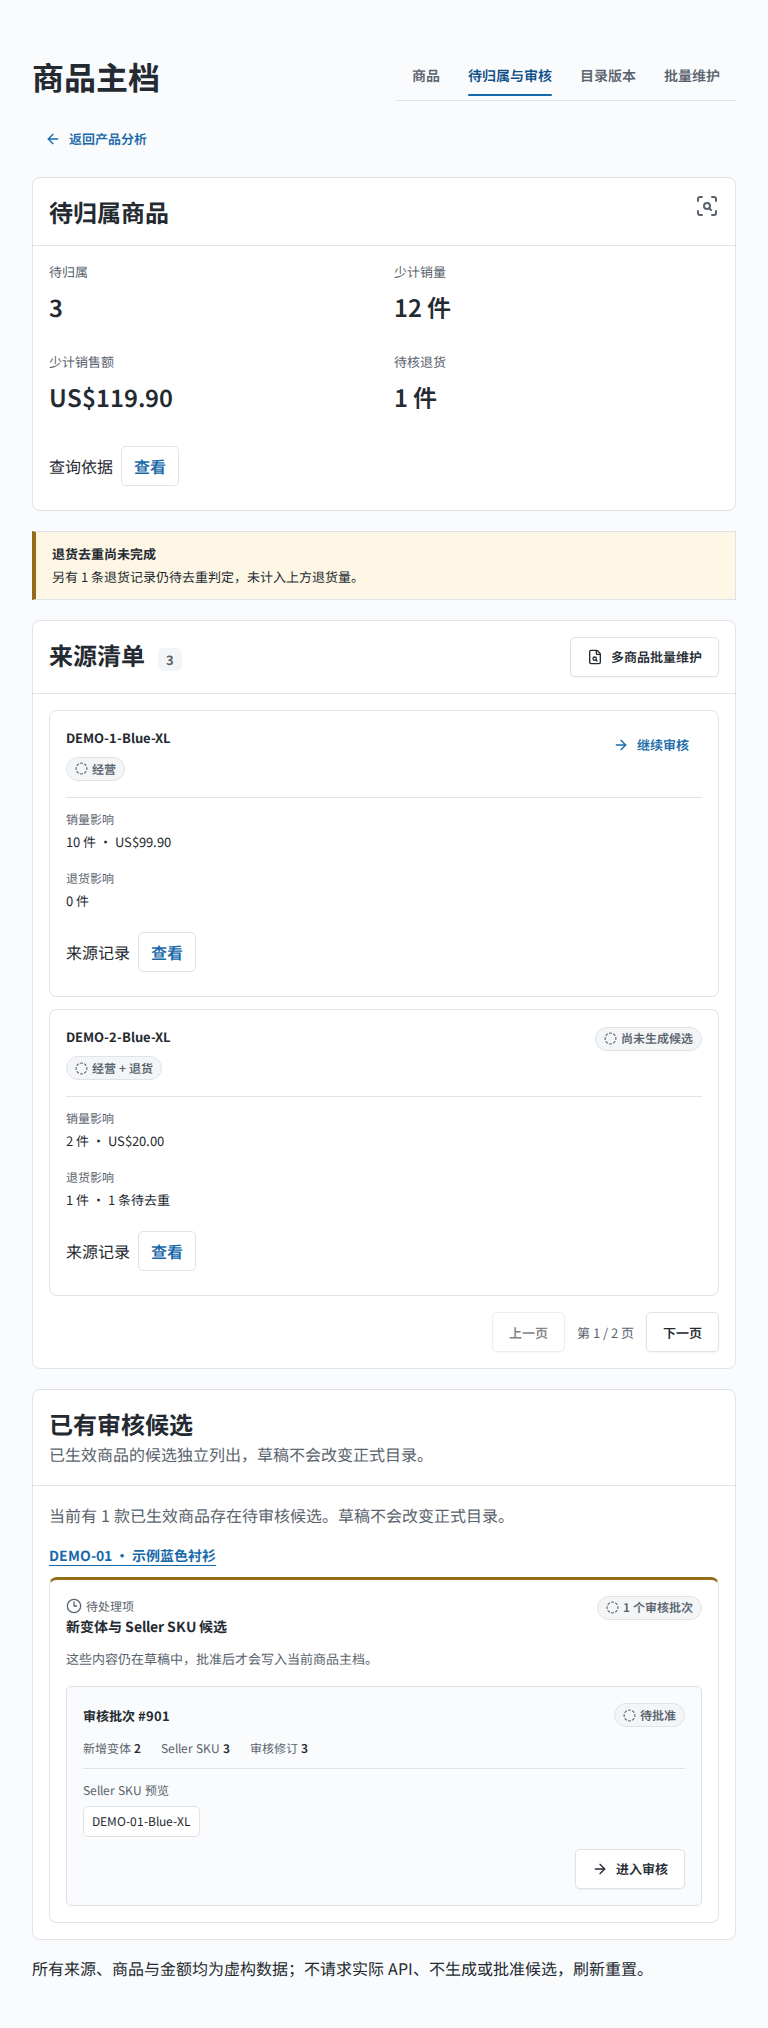 商品主档
商品 待归属与审核 目录版本 批量维护
返回产品分析
待归属商品
待归属 少计销量
3 12 件
少计销售额 待核退货
US$119.90 1 件
查询依据 查看
退货去重尚未完成
另有 1 条退货记录仍待去重判定，未计入上方退货量。
来源清单 3 多商品批量维护
DEMO-1-Blue-XL 继续审核
经营
销量影响
10 件 · US$99.90
退货影响
0 件
来源记录 查看
DEMO-2-Blue-XL 尚未生成候选
经营 + 退货
销量影响
2 件 · US$20.00
退货影响
1 件 · 1 条待去重
来源记录 查看
上一页 第 1 / 2 页 下一页
已有审核候选
已生效商品的候选独立列出，草稿不会改变正式目录。
当前有 1 款已生效商品存在待审核候选。草稿不会改变正式目录。
DEMO-01 · 示例蓝色衬衫
待处理项 1 个审核批次
新变体与 Seller SKU 候选
这些内容仍在草稿中，批准后才会写入当前商品主档。
审核批次 #901 待批准
新增变体 2 Seller SKU 3 审核修订 3
Seller SKU 预览
DEMO-01-Blue-XL
进入审核
所有来源、商品与金额均为虚构数据；不请求实际 API、不生成或批准候选，刷新重置。